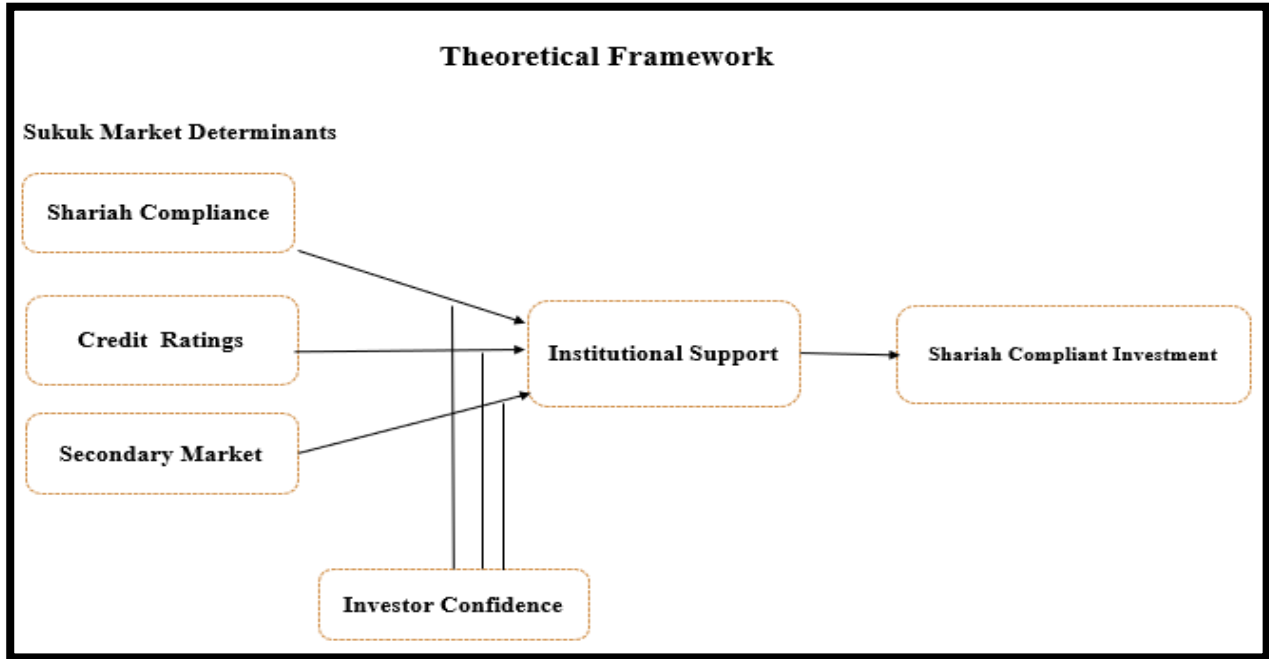 Theoretical Framework
Sukuk Market Determinants
Shariah Compliance
Credit Ratings
Secondary Market
Institutional Support
Shariah Compliant Investment
Investor Confidence